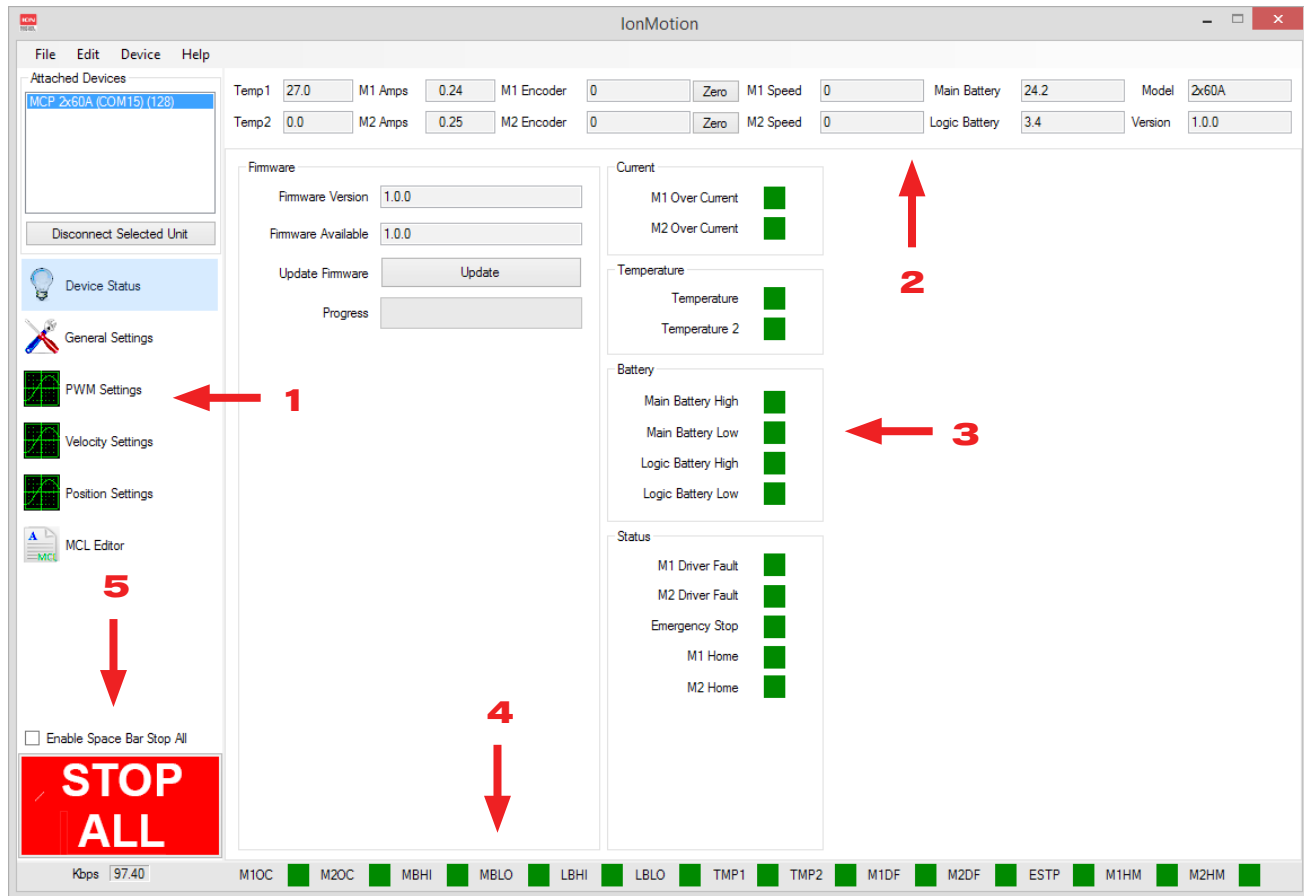 IonMotion
File Edit Device Help
Attached Devices
MCP 2x60A (COM15) (128)
Disconnect Selected Unit
Temp1 27.0 M1 Amps 0.24 M1 Encoder 0 Zero M1 Speed 0 Main Battery 24.2 Model 2x60A
Temp2 0.0 M2 Amps 0.25 M2 Encoder 0 Zero M2 Speed 0 Logic Battery 3.4 Version 1.0.0
Device Status
General Settings
PWM Settings
Velocity Settings
Position Settings
A
MCL
MCL Editor
1
5
Enable Space Bar Stop All
STOP
ALL
Firmware
Firmware Version 1.0.0
Firmware Available 1.0.0
Update Firmware Update
Progress
Current
M1 Over Current
M2 Over Current
2
Temperature
Temperature
Temperature 2
Battery
Main Battery High
Main Battery Low
Logic Battery High
Logic Battery Low
3
Status
M1 Driver Fault
M2 Driver Fault
Emergency Stop
M1 Home
M2 Home
4
Kbps 97.40 M1OC M2OC MBHI MBLO LBHI LBLO TMP1 TMP2 M1DF M2DF ESTP M1HM M2HM